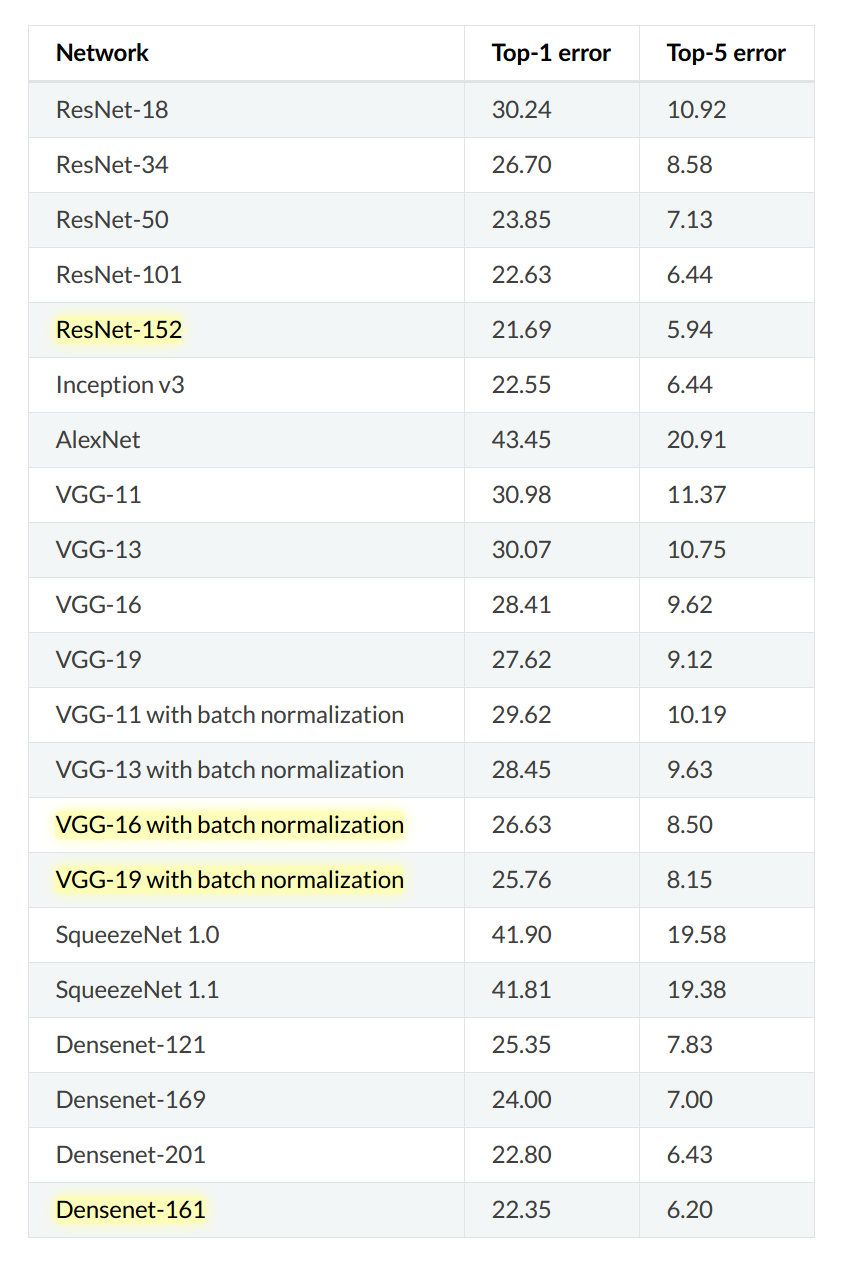 Network Top-1 error Top-5 error
ResNet-18 30.24 10.92
ResNet-34 26.70 8.58
ResNet-50 23.85 7.13
ResNet-101 22.63 6.44
ResNet-152 21.69 5.94
Inception v3 22.55 6.44
AlexNet 43.45 20.91
VGG-11 30.98 11.37
VGG-13 30.07 10.75
VGG-16 28.41 9.62
VGG-19 27.62 9.12
VGG-11 with batch normalization 29.62 10.19
VGG-13 with batch normalization 28.45 9.63
VGG-16 with batch normalization 26.63 8.50
VGG-19 with batch normalization 25.76 8.15
SqueezeNet 1.0 41.90 19.58
SqueezeNet 1.1 41.81 19.38
Densenet-121 25.35 7.83
Densenet-169 24.00 7.00
Densenet-201 22.80 6.43
Densenet-161 22.35 6.20